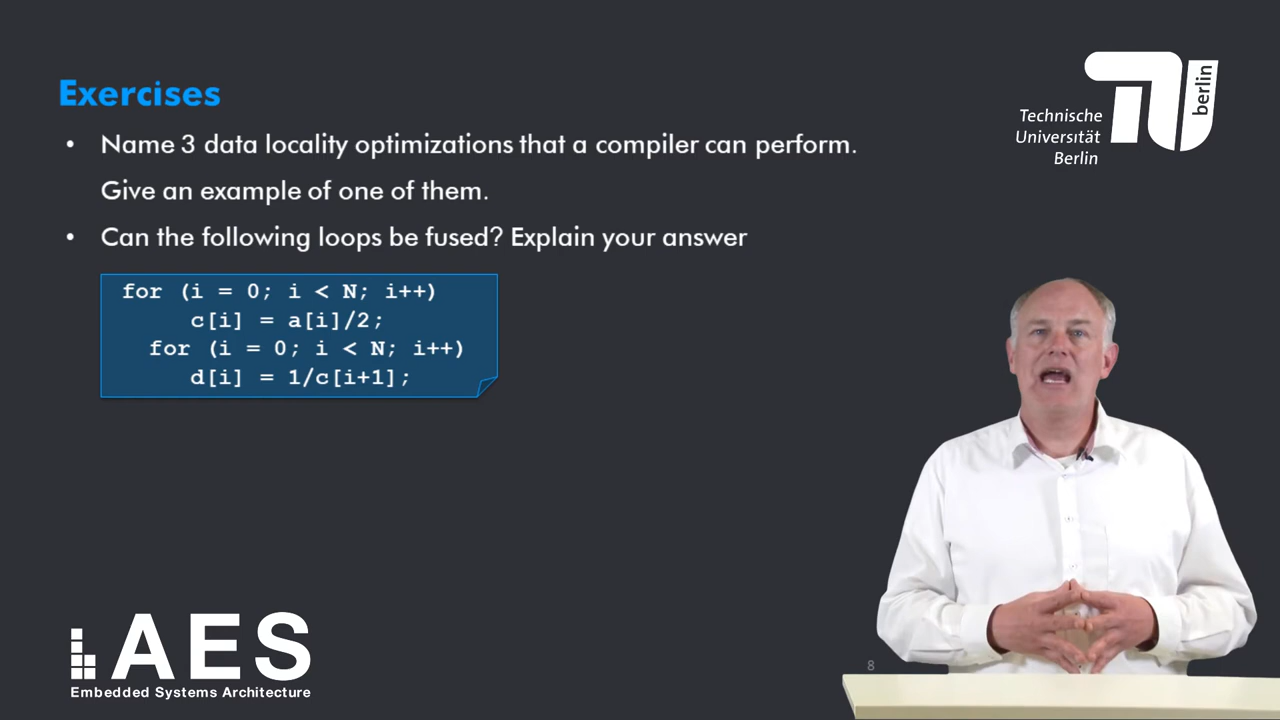 Exercises
• Name 3 data locality optimizations that a compiler can perform.
Give an example of one of them.
• Can the following loops be fused? Explain your answer
for (i = 0; i < N; i++)
c[i] = a[i]/2;
for (i = 0; i < N; i++)
d[i] = 1/c[i+1];
Technische
Universität
Berlin
berlin
AES
Embedded Systems Architecture
8